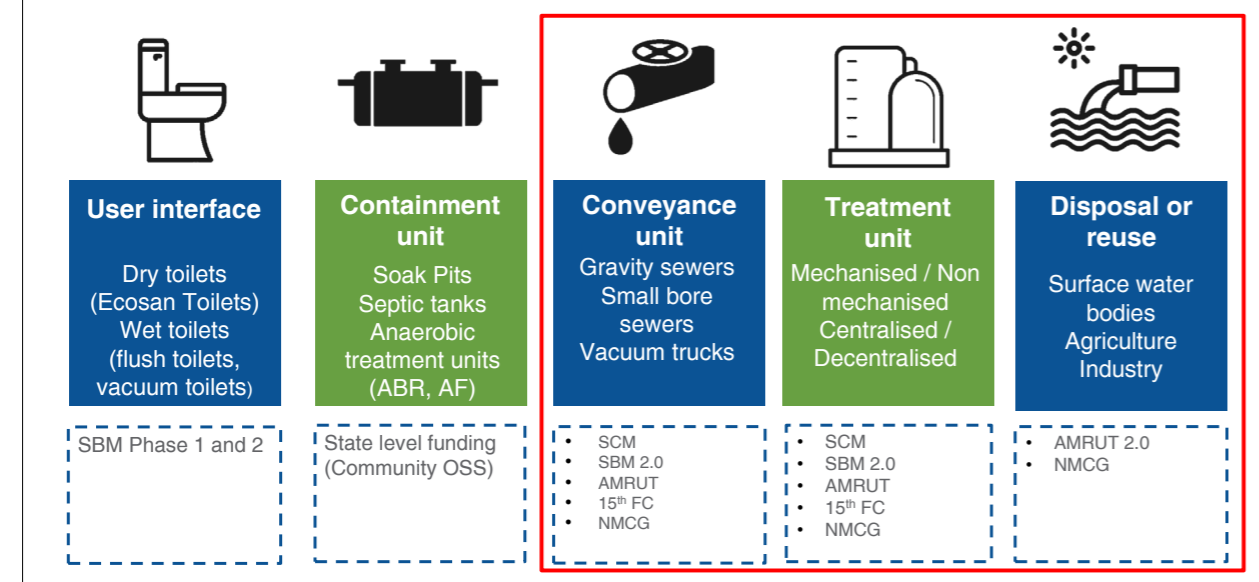 User interface
Dry toilets
(Ecosan Toilets)
Wet toilets
(flush toilets,
vacuum toilets)
SBM Phase 1 and 2
Containment
unit
Soak Pits
Septic tanks
Anaerobic
treatment units
(ABR, AF)
State level funding
(Community OSS)
Conveyance
unit
Gravity sewers
Small bore
sewers
Vacuum trucks
• SCM
• SBM 2.0
• AMRUT
• 15th FC
• NMCG
Treatment
unit
Mechanised / Non
mechanised
Centralised /
Decentralised
• SCM
• SBM 2.0
• AMRUT
• 15th FC
• NMCG
Disposal or
reuse
Surface water
bodies
Agriculture
Industry
• AMRUT 2.0
• NMCG